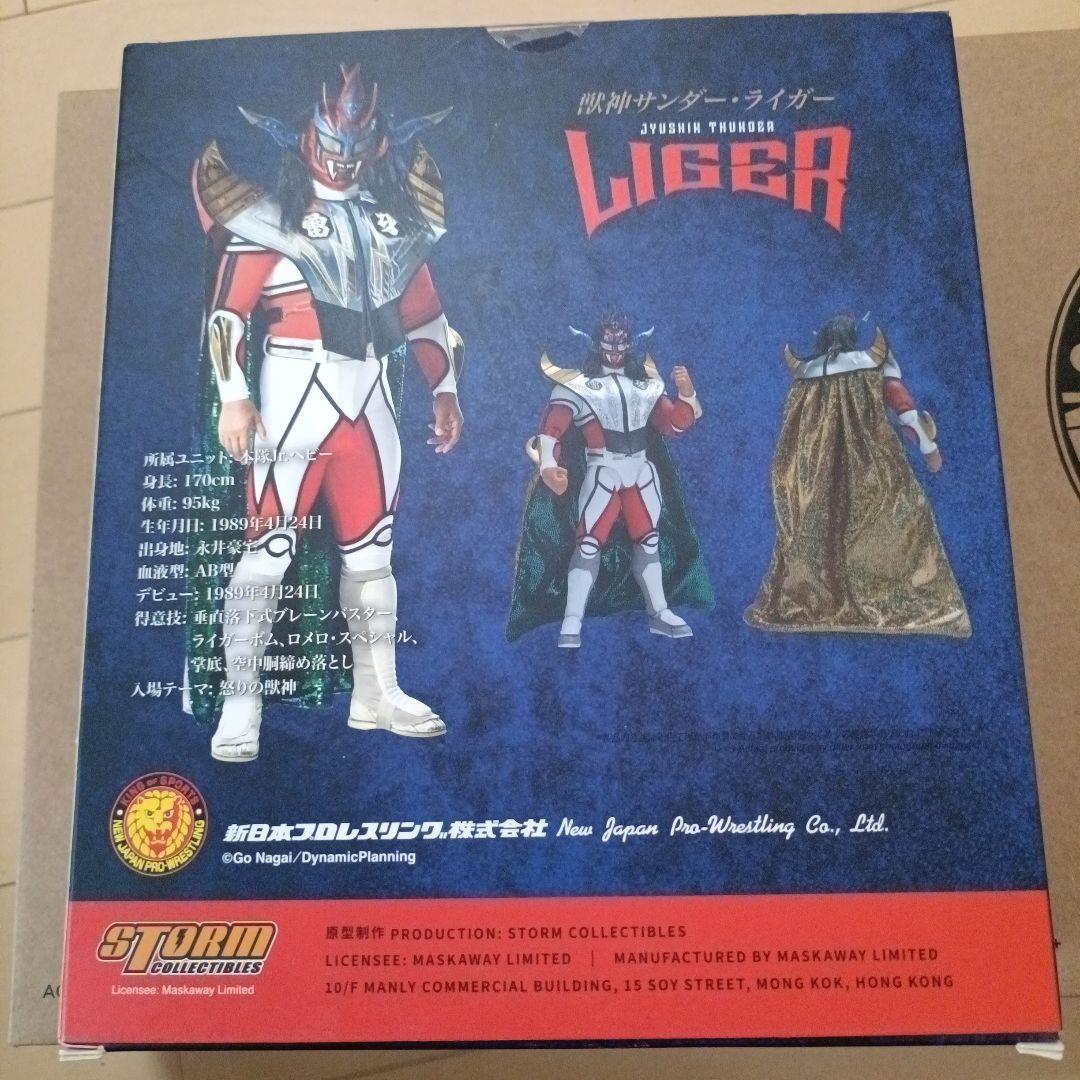 獣神サンダー・ライガー
JYUSHIN THUNDER
LIGER
雷 牙
所属ユニット: 本隊Jr.ヘビー
身長: 170cm
体重: 95kg
生年月日: 1989年4月24日
出身地: 永井豪宅
血液型: AB型
デビュー: 1989年4月24日
得意技: 垂直落下式ブレーンバスター、
ライガーボム、ロメロ・スペシャル、
掌底、空中胴締め落とし
入場テーマ: 怒りの獣神
KING OF SPORTS
NEW JAPAN PRO-WRESTLING
新日本プロレスリング株式会社 New Japan Pro-Wrestling Co., Ltd.
©Go Nagai/DynamicPlanning
STORM
COLLECTIBLES
Licensee: Maskaway Limited
原型制作 PRODUCTION: STORM COLLECTIBLES
LICENSEE: MASKAWAY LIMITED | MANUFACTURED BY MASKAWAY LIMITED
10/F MANLY COMMERCIAL BUILDING, 15 SOY STREET, MONG KOK, HONG KONG